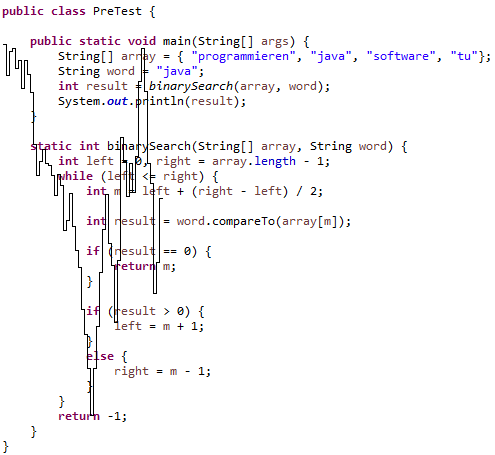 public class PreTest {
public static void main(String[] args) {
String[] array = { "programmieren", "java", "software", "tu"};
String word = "java";
int result = binarySearch(array, word);
System.out.println(result);
}
static int binarySearch(String[] array, String word) {
int left = 0, right = array.length - 1;
while (left <= right) {
int m = left + (right - left) / 2;
int result = word.compareTo(array[m]);
if (result == 0) {
return m;
}
if (result > 0) {
left = m + 1;
}
else {
right = m - 1;
}
}
return -1;
}
}